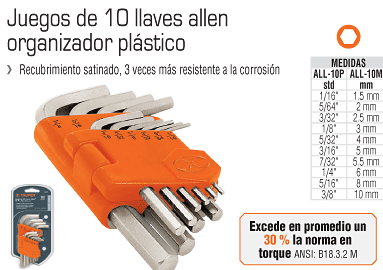 Juegos de 10 llaves allen
organizador plástico
› Recubrimiento satinado, 3 veces más resistente a la corrosión
MEDIDAS
ALL-10P ALL-10M
std mm
1/16" 1.5 mm
5/64" 2 mm
3/32" 2.5 mm
1/8" 3 mm
5/32" 4 mm
3/16" 5 mm
7/32" 5.5 mm
1/4" 6 mm
5/16" 8 mm
3/8" 10 mm
Excede en promedio un
30 % la norma en
torque ANSI: B18.3.2 M